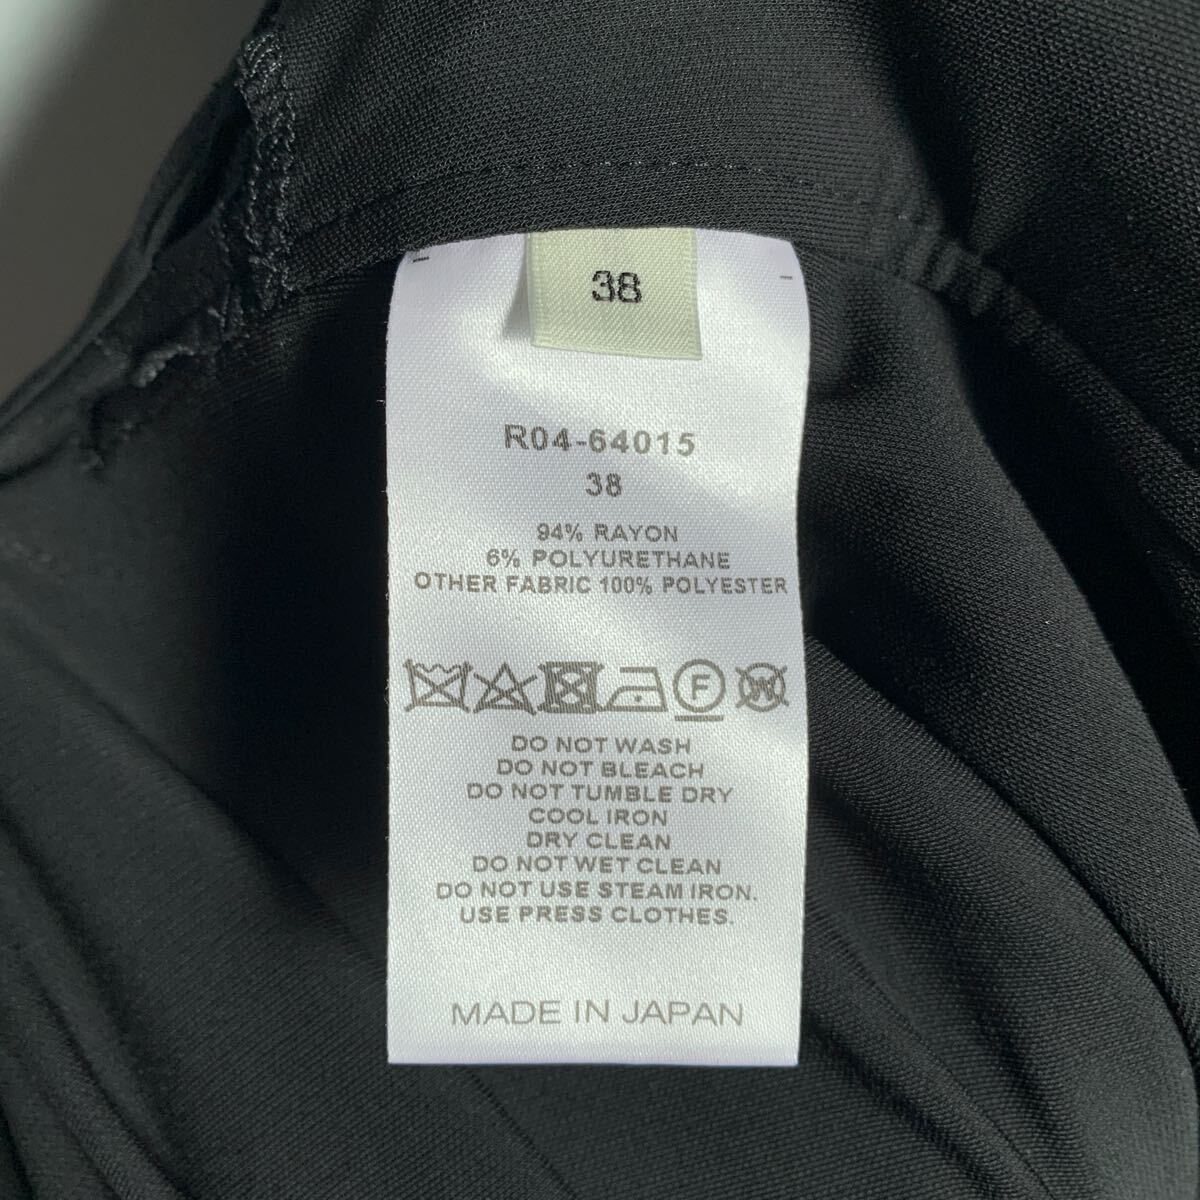 38
R04-64015
38
94% RAYON
6% POLYURETHANE
OTHER FABRIC 100% POLYESTER
F W
DO NOT WASH
DO NOT BLEACH
DO NOT TUMBLE DRY
COOL IRON
DRY CLEAN
DO NOT WET CLEAN
DO NOT USE STEAM IRON.
USE PRESS CLOTHES.
MADE IN JAPAN